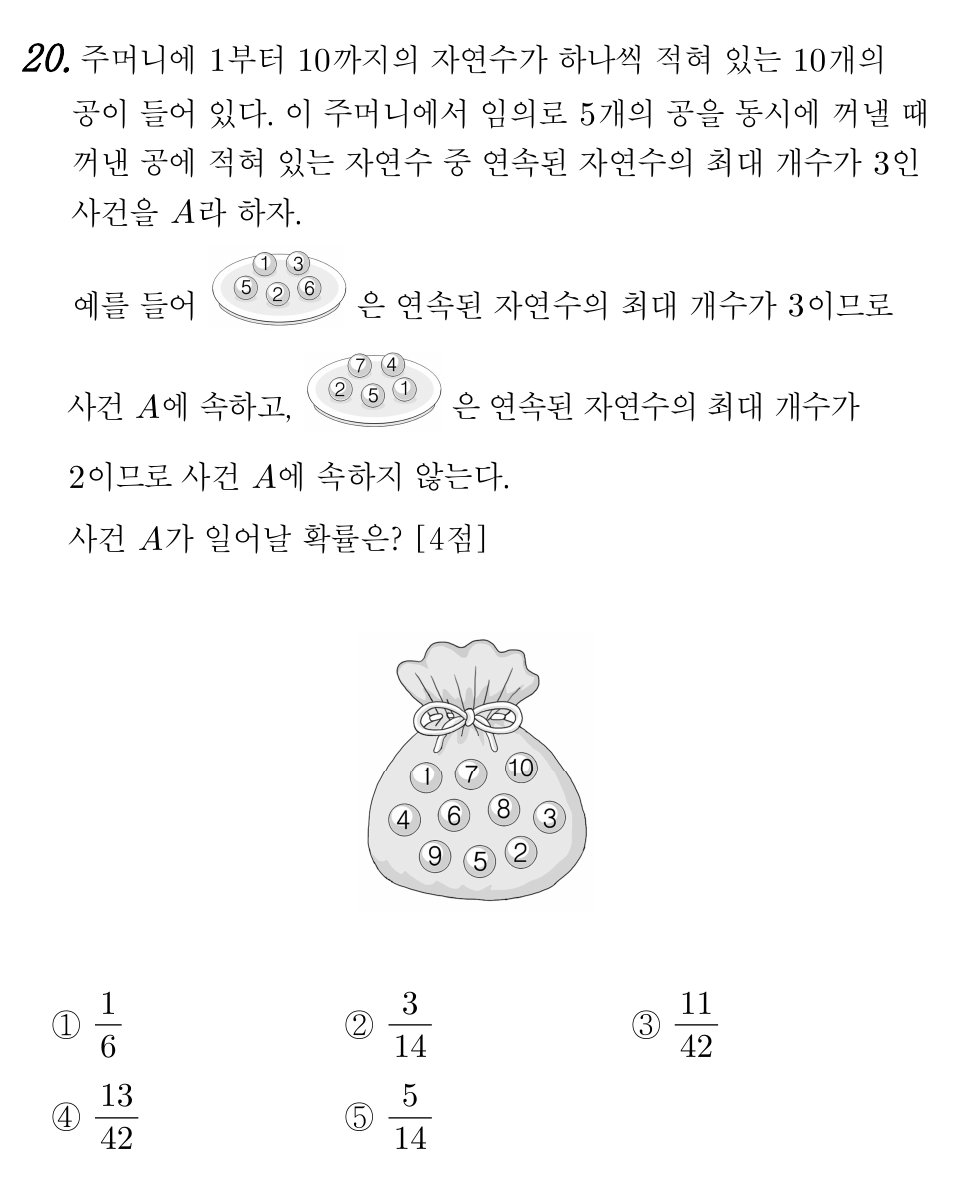 20. 주머니에 1부터 10까지의 자연수가 하나씩 적혀 있는 10개의
공이 들어 있다. 이 주머니에서 임의로 5개의 공을 동시에 꺼낼 때
꺼낸 공에 적혀 있는 자연수 중 연속된 자연수의 최대 개수가 3인
사건을 A라 하자.
1 3
예를 들어 5 2 6 은 연속된 자연수의 최대 개수가 3이므로
7 4
사건 A에 속하고, 2 5 1 은 연속된 자연수의 최대 개수가
2이므로 사건 A에 속하지 않는다.
사건 A가 일어날 확률은? [4점]
1 7 10
4 6 8 3
9 5 2
① 1/6 ② 3/14 ③ 11/42
④ 13/42 ⑤ 5/14